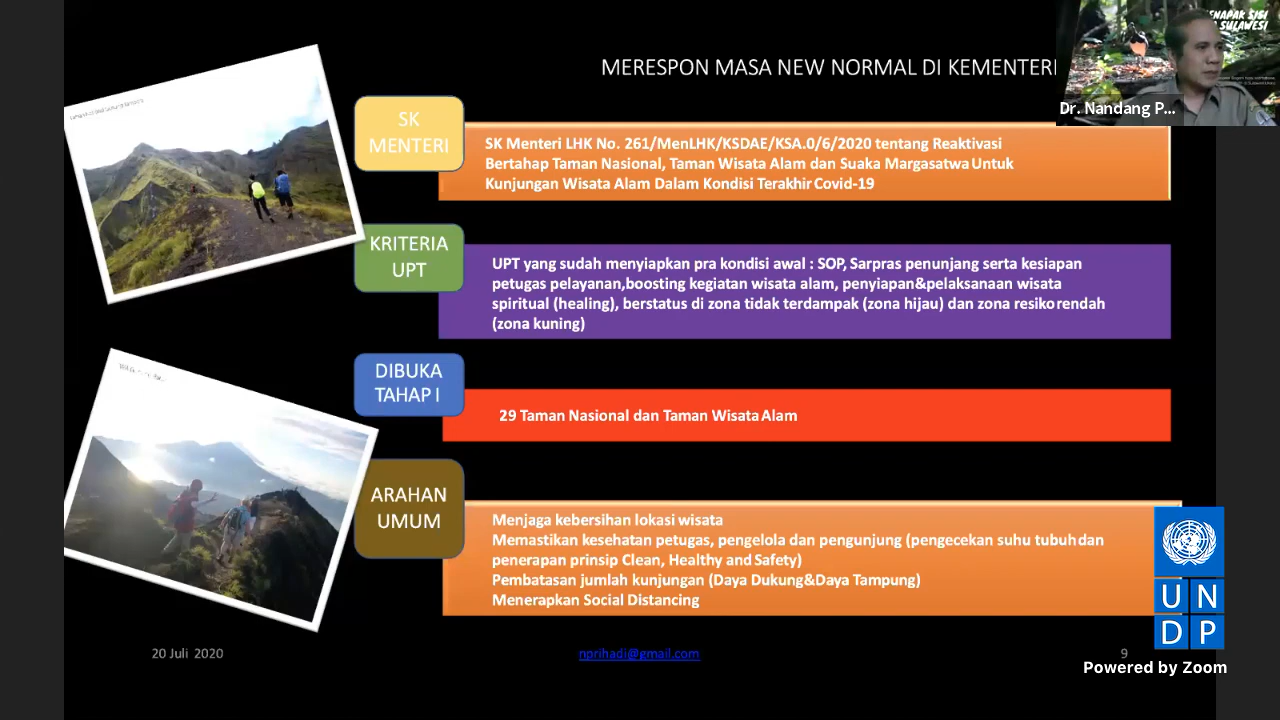 MERESPON MASA NEW NORMAL DI KEMENTERI
ENAPAK SISI
SULAWESI
Dr. Nandang P...
SK
MENTERI
SK Menteri LHK No. 261/MenLHK/KSDAE/KSA.0/6/2020 tentang Reaktivasi
Bertahap Taman Nasional, Taman Wisata Alam dan Suaka Margasatwa Untuk
Kunjungan Wisata Alam Dalam Kondisi Terakhir Covid-19
KRITERIA
UPT
UPT yang sudah menyiapkan pra kondisi awal : SOP, Sarpras penunjang serta kesiapan
petugas pelayanan,boosting kegiatan wisata alam, penyiapan&pelaksanaan wisata
spiritual (healing), berstatus di zona tidak terdampak (zona hijau) dan zona resiko rendah
(zona kuning)
DIBUKA
TAHAP I
29 Taman Nasional dan Taman Wisata Alam
ARAHAN
UMUM
Menjaga kebersihan lokasi wisata
Memastikan kesehatan petugas, pengelola dan pengunjung (pengecekan suhu tubuh dan
penerapan prinsip Clean, Healthy and Safety)
Pembatasan jumlah kunjungan (Daya Dukung&Daya Tampung)
Menerapkan Social Distancing
20 Juli 2020
nprihadi@gmail.com
9
U N
D P
Powered by Zoom